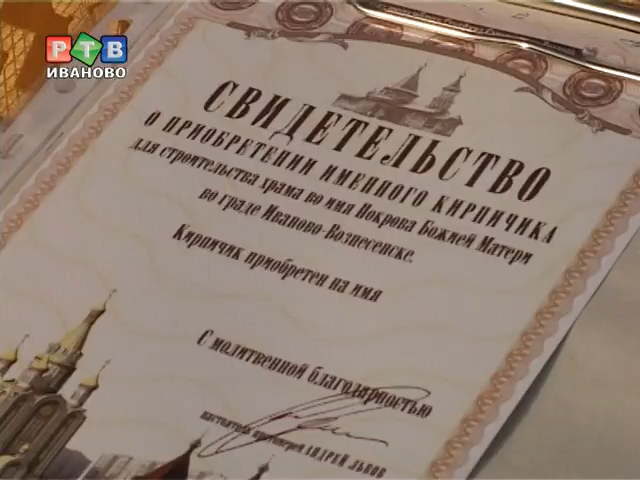 РТВ
ИВАНОВО
СВИДЕТЕЛЬСТВО
О ПРИОБРЕТЕНИИ ИМЕННОГО КИРПИЧИКА
для строительства храма во имя Покрова Божией Матери
во граде Иваново-Вознесенске.
Кирпичик приобретен на имя
С молитвенной благодарностью
настоятель протоиерей АНДРЕЙ ЛЬВОВ